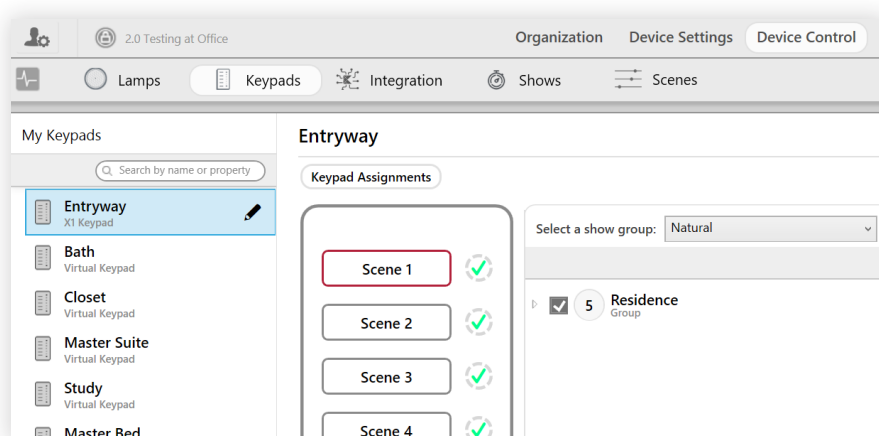 2.0 Testing at Office
Organization Device Settings Device Control
Lamps Keypads Integration Shows Scenes
My Keypads
Search by name or property
Entryway
X1 Keypad
Bath
Virtual Keypad
Closet
Virtual Keypad
Master Suite
Virtual Keypad
Study
Virtual Keypad
Master Bed
Entryway
Keypad Assignments
Scene 1
Scene 2
Scene 3
Scene 4
Select a show group: Natural
5 Residence
Group